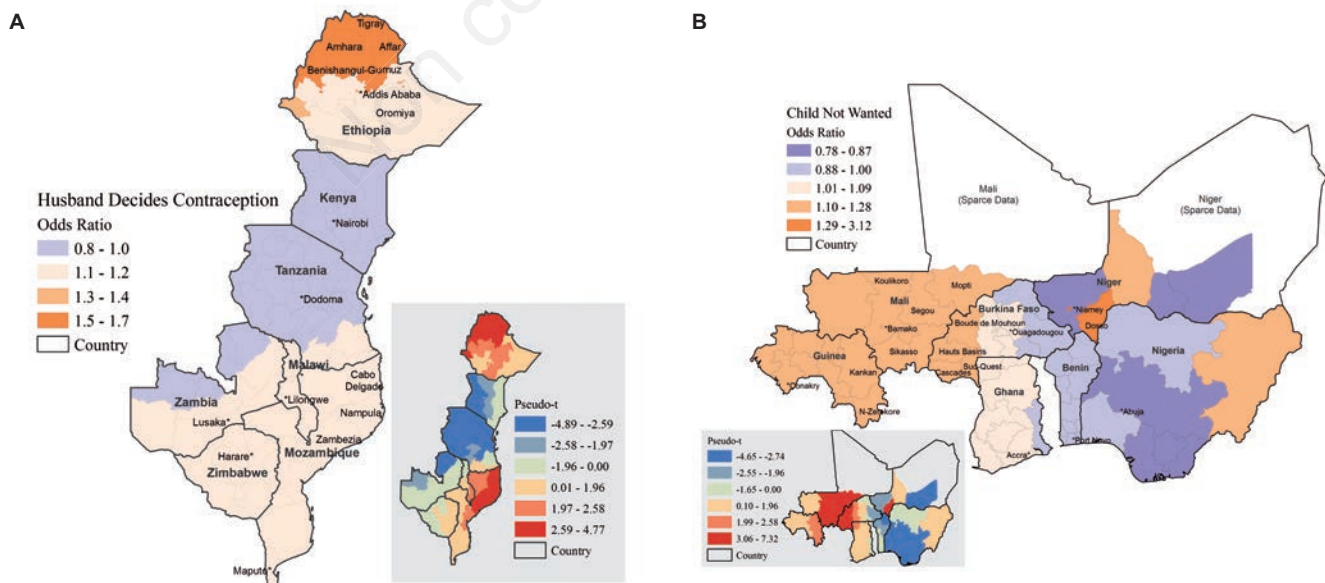 A
Non co
Tigray
Amhara
Affar
Benishangul-Gumuz
*Addis Ababa
Oromiya
Ethiopia
Kenya
*Nairobi
Husband Decides Contraception
Odds Ratio
0.8 - 1.0
1.1 - 1.2
1.3 - 1.4
1.5 - 1.7
Country
Tanzania
*Dodoma
Malawi
Cabo
Delgado
Zambia
*Lilongwe
Nampula
Lusaka*
Zambezia
Mozambique
Harare*
Zimbabwe
Mapute*
Pseudo-t
-4.89 - -2.59
-2.58 - -1.97
-1.96 - 0.00
0.01 - 1.96
1.97 - 2.58
2.59 - 4.77
Country
B
Child Not Wanted
Odds Ratio
0.78 - 0.87
0.88 - 1.00
1.01 - 1.09
1.10 - 1.28
1.29 - 3.12
Country
Mali
(Sparce Data)
Niger
(Sparce Data)
Koulikoro
Mopti
Niger
Mali
Segou
Burkina Faso
*Niamey
Boude de Mouhoun
Dosso
*Bamako
*Ouagadougou
Nigeria
Guinea
Sikasso
Hauts Basins
Benin
Kankan
Sud-Quest
Cascades
*Conakry
Ghana
N-Zerekore
*Abuja
*Port Novo
Accra*
Pseudo-t
-4.65 - -2.74
-2.55 - -1.96
-1.65 - 0.00
0.10 - 1.96
1.99 - 2.58
3.06 - 7.32
Country